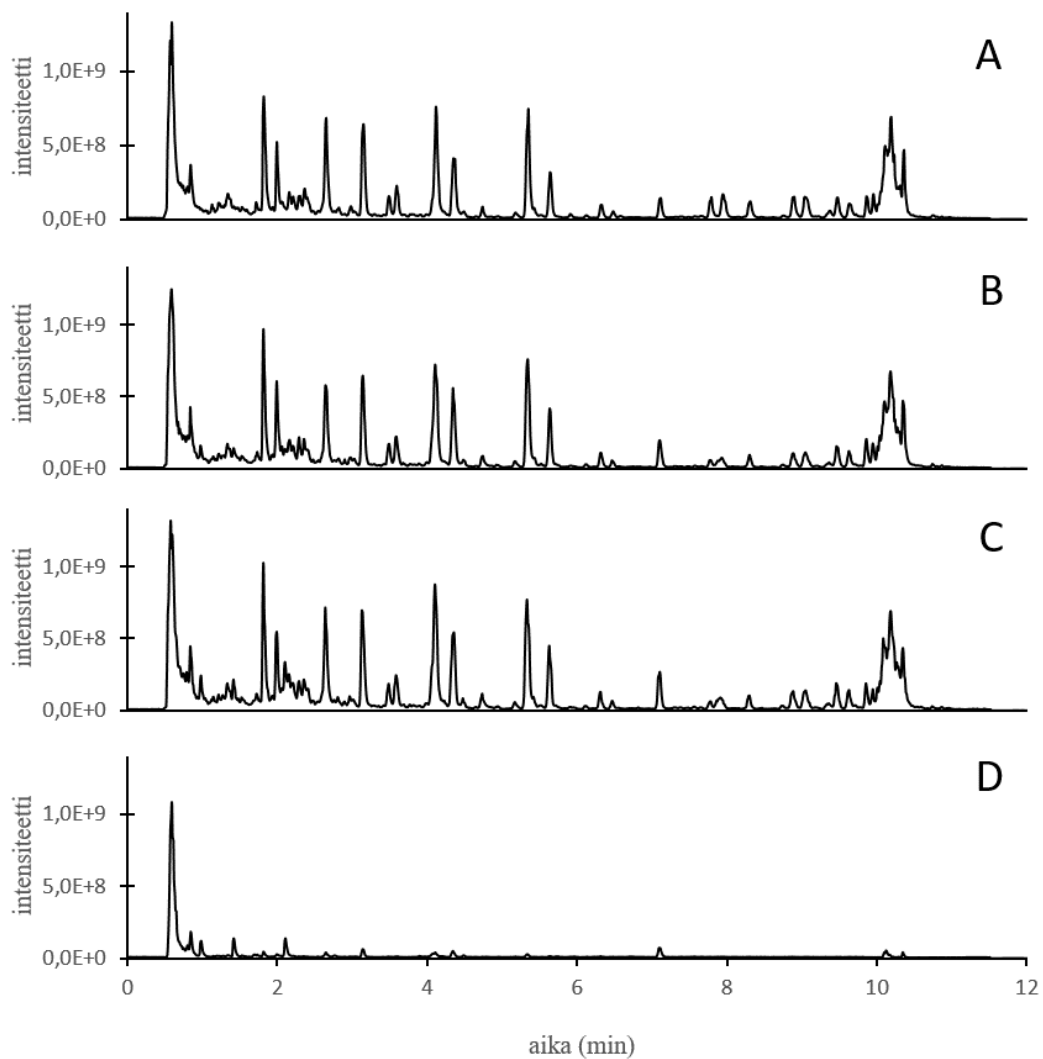 A
intensiteetti
1,0E+9
5,0E+8
0,0E+0
B
intensiteetti
1,0E+9
5,0E+8
0,0E+0
C
intensiteetti
1,0E+9
5,0E+8
0,0E+0
D
intensiteetti
1,0E+9
5,0E+8
0,0E+0
0 2 4 6 8 10 12
aika (min)